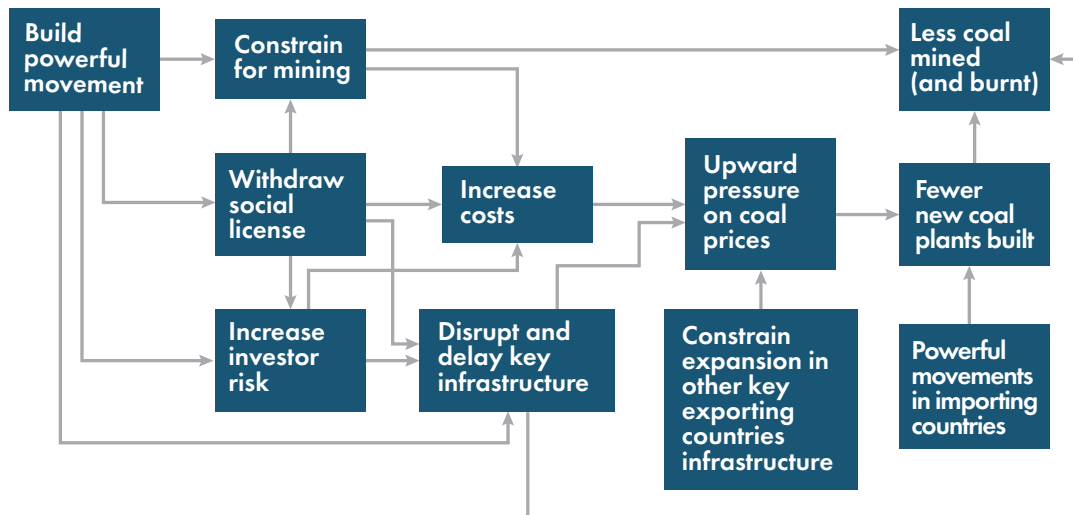 Build
powerful
movement
Constrain
for mining
Less coal
mined
(and burnt)
Withdraw
social
license
Increase
costs
Upward
pressure
on coal
prices
Fewer
new coal
plants built
Increase
investor
risk
Disrupt and
delay key
infrastructure
Constrain
expansion in
other key
exporting
countries
infrastructure
Powerful
movements
in importing
countries